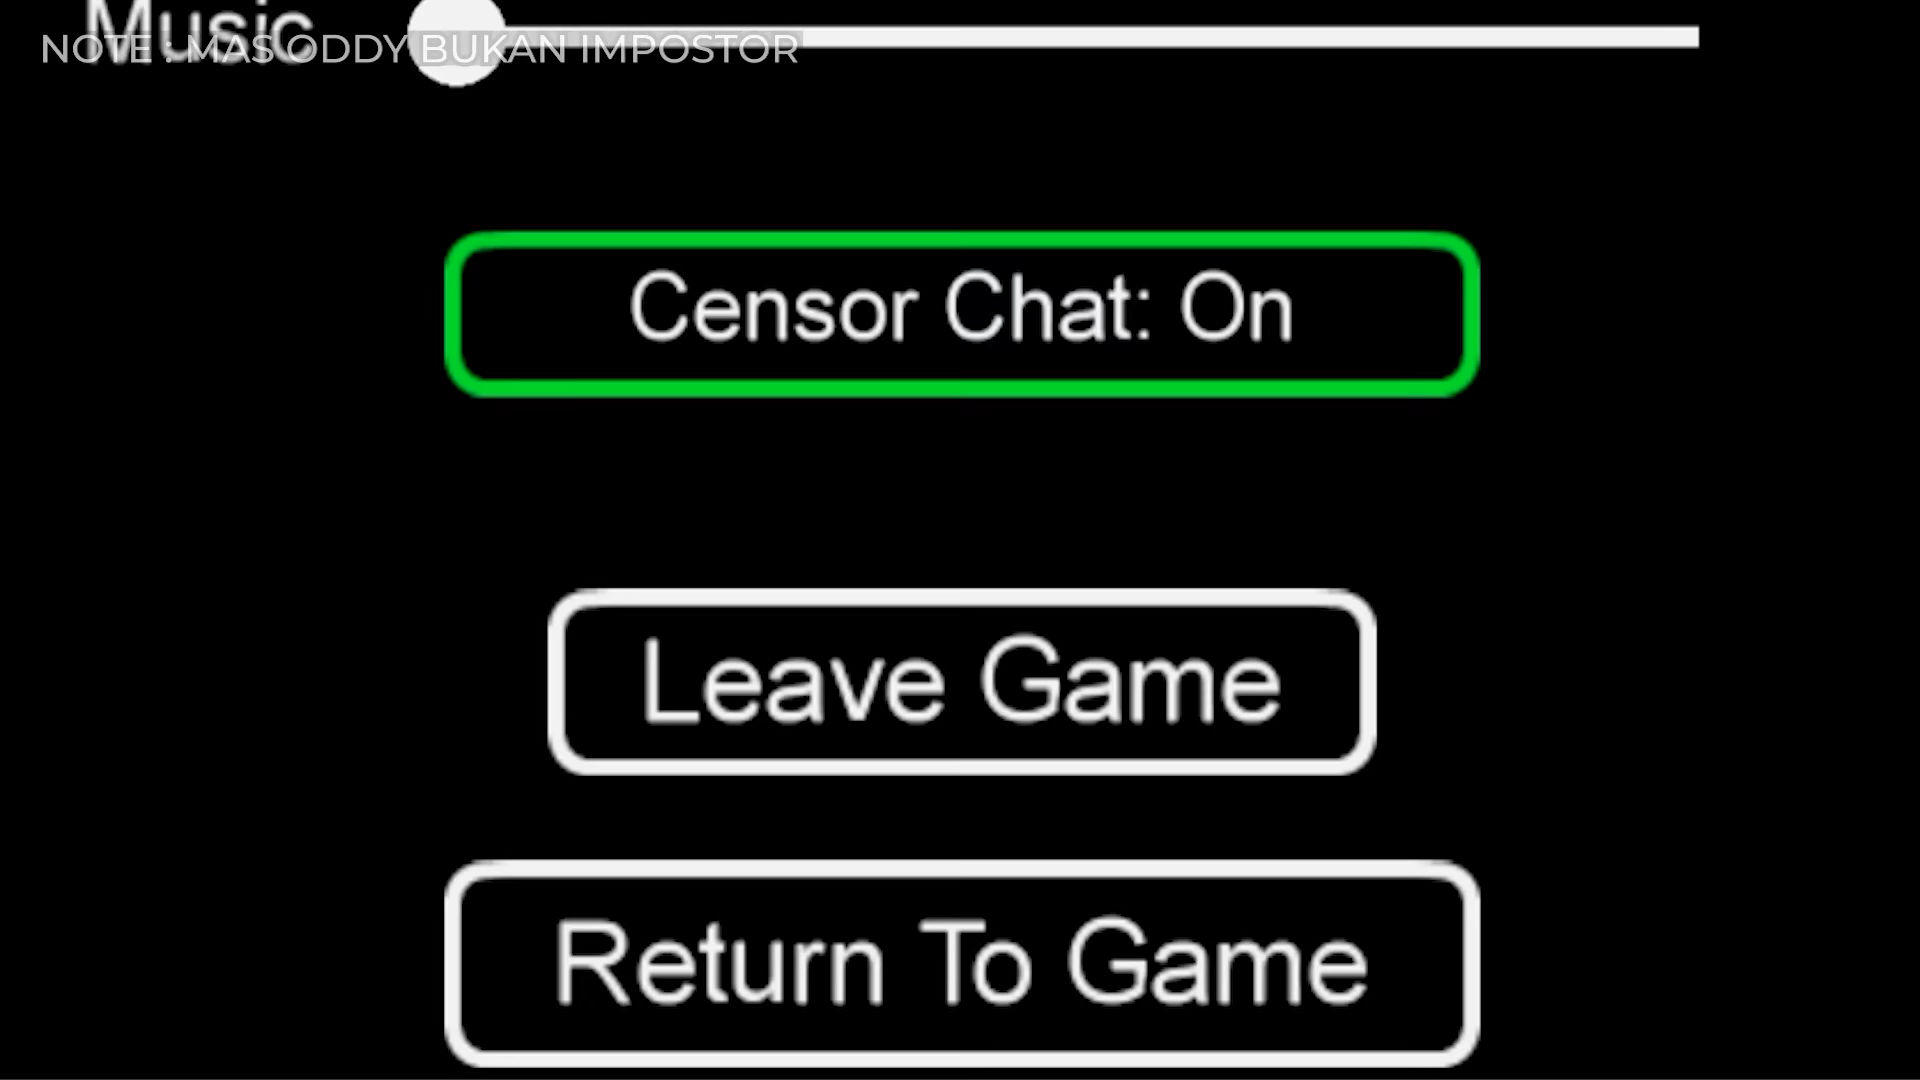 Music
NOTE : MAS ODDY BUKAN IMPOSTOR
Censor Chat: On
Leave Game
Return To Game